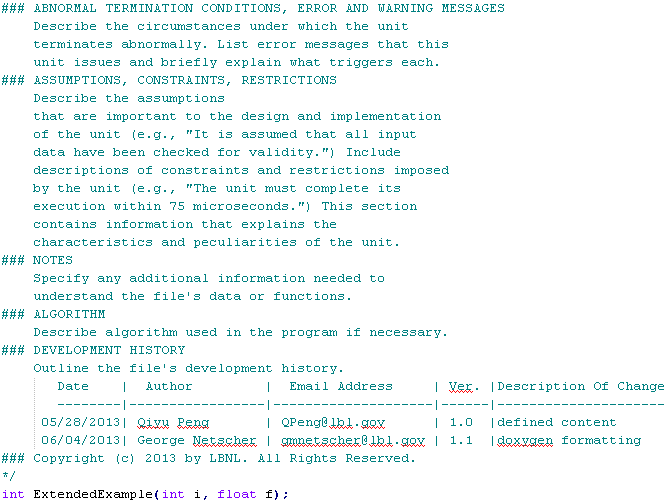 ### ABNORMAL TERMINATION CONDITIONS, ERROR AND WARNING MESSAGES
Describe the circumstances under which the unit
terminates abnormally. List error messages that this
unit issues and briefly explain what triggers each.
### ASSUMPTIONS, CONSTRAINTS, RESTRICTIONS
Describe the assumptions
that are important to the design and implementation
of the unit (e.g., "It is assumed that all input
data have been checked for validity.") Include
descriptions of constraints and restrictions imposed
by the unit (e.g., "The unit must complete its
execution within 75 microseconds.") This section
contains information that explains the
characteristics and peculiarities of the unit.
### NOTES
Specify any additional information needed to
understand the file's data or functions.
### ALGORITHM
Describe algorithm used in the program if necessary.
### DEVELOPMENT HISTORY
Outline the file's development history.
Date | Author | Email Address | Ver. |Description Of Change
--------|-----------------|--------------------|------|---------------------
05/28/2013| Qiyu Peng | QPeng@lbl.gov | 1.0 |defined content
06/04/2013| George Netscher | gmnetscher@lbl.gov | 1.1 |doxygen formatting
### Copyright (c) 2013 by LBNL. All Rights Reserved.
*/
int ExtendedExample(int i, float f);